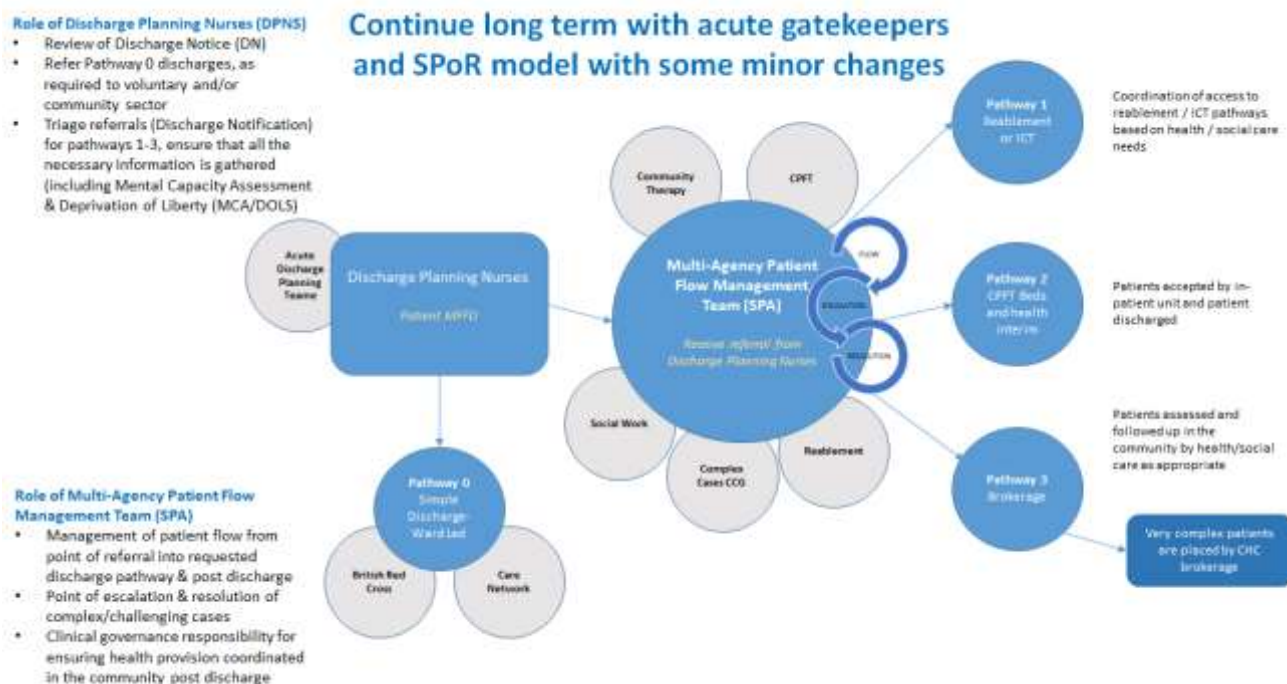 Continue long term with acute gatekeepers
and SPoR model with some minor changes
Role of Discharge Planning Nurses (DPNS)
• Review of Discharge Notice (DN)
• Refer Pathway 0 discharges, as
required to voluntary and/or
community sector
• Triage referrals (Discharge Notification)
for pathways 1-3, ensure that all the
necessary information is gathered
(including Mental Capacity Assessment
& Deprivation of Liberty (MCA/DOLS)
Acute
Discharge
Planning
Teams
Discharge Planning Nurses
Patient MFFD
Community
Therapy
CPFT
Multi-Agency Patient
Flow Management
Team (SPA)
Receive referral from
Discharge Planning Nurses
FLOW
ESCALATION
RESOLUTION
Social Work
Complex
Cases CCG
Reablement
Pathway 0
Simple
Discharge-
Ward Led
British Red
Cross
Care
Network
Pathway 1
Reablement
or ICT
Coordination of access to
reablement / ICT pathways
based on health / social care
needs
Pathway 2
CPFT Beds
and health
interim
Patients accepted by in-
patient unit and patient
discharged
Pathway 3
Brokerage
Patients assessed and
followed up in the
community by health/social
care as appropriate
Very complex patients
are placed by CHC
brokerage
Role of Multi-Agency Patient Flow
Management Team (SPA)
• Management of patient flow from
point of referral into requested
discharge pathway & post discharge
• Point of escalation & resolution of
complex/challenging cases
• Clinical governance responsibility for
ensuring health provision coordinated
in the community post discharge